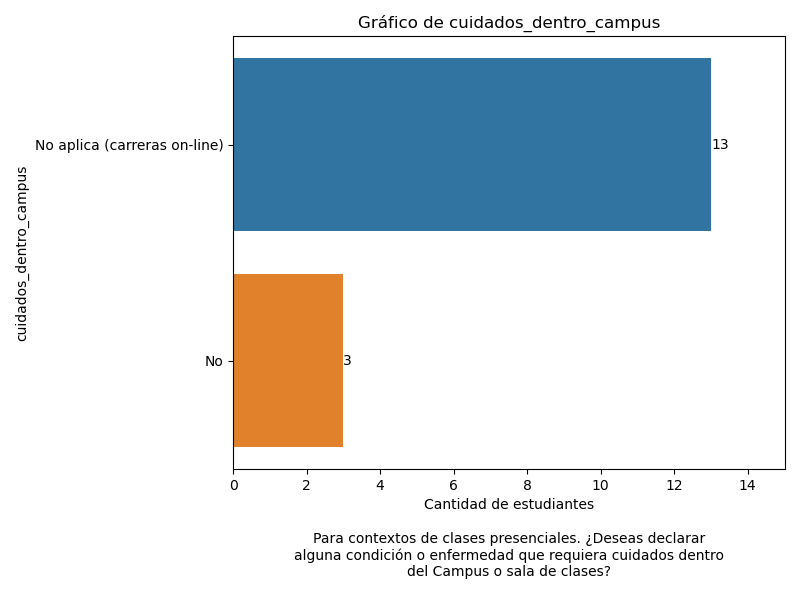 Gráfico de cuidados_dentro_campus
cuidados_dentro_campus
No aplica (carreras on-line)
13
No
3
0 2 4 6 8 10 12 14
Cantidad de estudiantes
Para contextos de clases presenciales. ¿Deseas declarar
alguna condición o enfermedad que requiera cuidados dentro
del Campus o sala de clases?